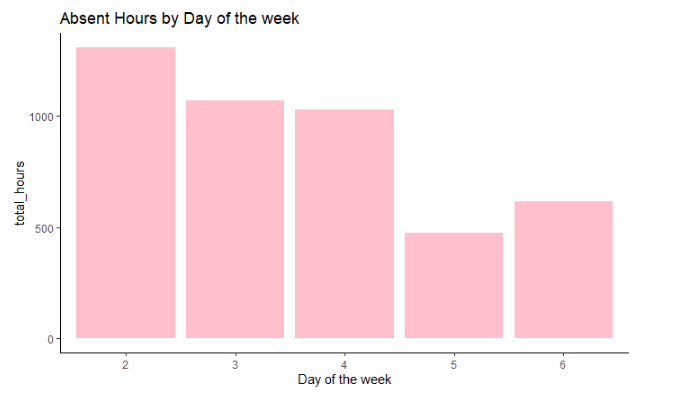 Absent Hours by Day of the week
total_hours
1000
500
0
2 3 4 5 6
Day of the week